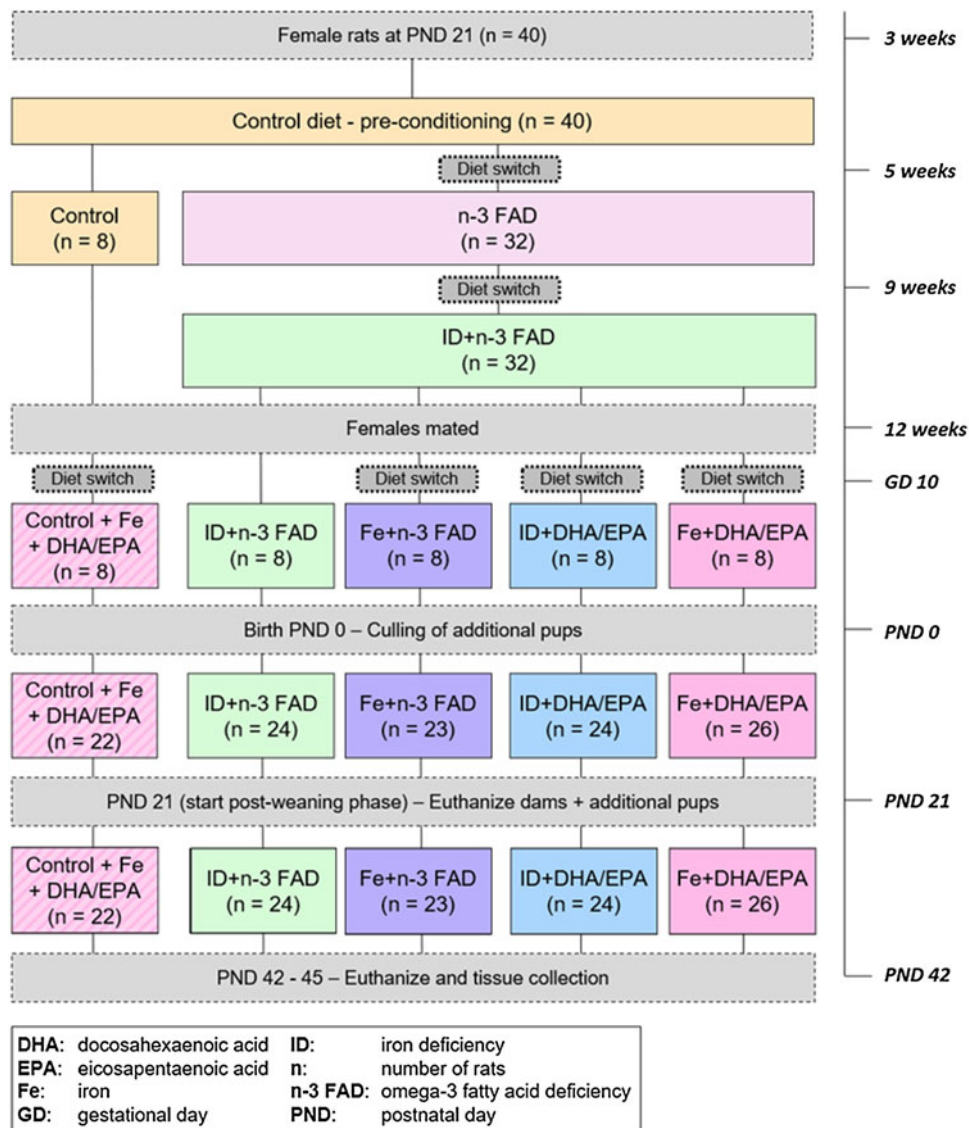 Female rats at PND 21 (n = 40)
3 weeks
Control diet - pre-conditioning (n = 40)
Diet switch
5 weeks
Control
(n = 8)
n-3 FAD
(n = 32)
Diet switch
9 weeks
ID+n-3 FAD
(n = 32)
Females mated
12 weeks
Diet switch
Diet switch
Diet switch
Diet switch
GD 10
Control + Fe
+ DHA/EPA
(n = 8)
ID+n-3 FAD
(n = 8)
Fe+n-3 FAD
(n = 8)
ID+DHA/EPA
(n = 8)
Fe+DHA/EPA
(n = 8)
Birth PND 0 – Culling of additional pups
PND 0
Control + Fe
+ DHA/EPA
(n = 22)
ID+n-3 FAD
(n = 24)
Fe+n-3 FAD
(n = 23)
ID+DHA/EPA
(n = 24)
Fe+DHA/EPA
(n = 26)
PND 21 (start post-weaning phase) – Euthanize dams + additional pups
PND 21
Control + Fe
+ DHA/EPA
(n = 22)
ID+n-3 FAD
(n = 24)
Fe+n-3 FAD
(n = 23)
ID+DHA/EPA
(n = 24)
Fe+DHA/EPA
(n = 26)
PND 42 - 45 – Euthanize and tissue collection
PND 42
DHA: docosahexaenoic acid ID: iron deficiency
EPA: eicosapentaenoic acid n: number of rats
Fe: iron n-3 FAD: omega-3 fatty acid deficiency
GD: gestational day PND: postnatal day